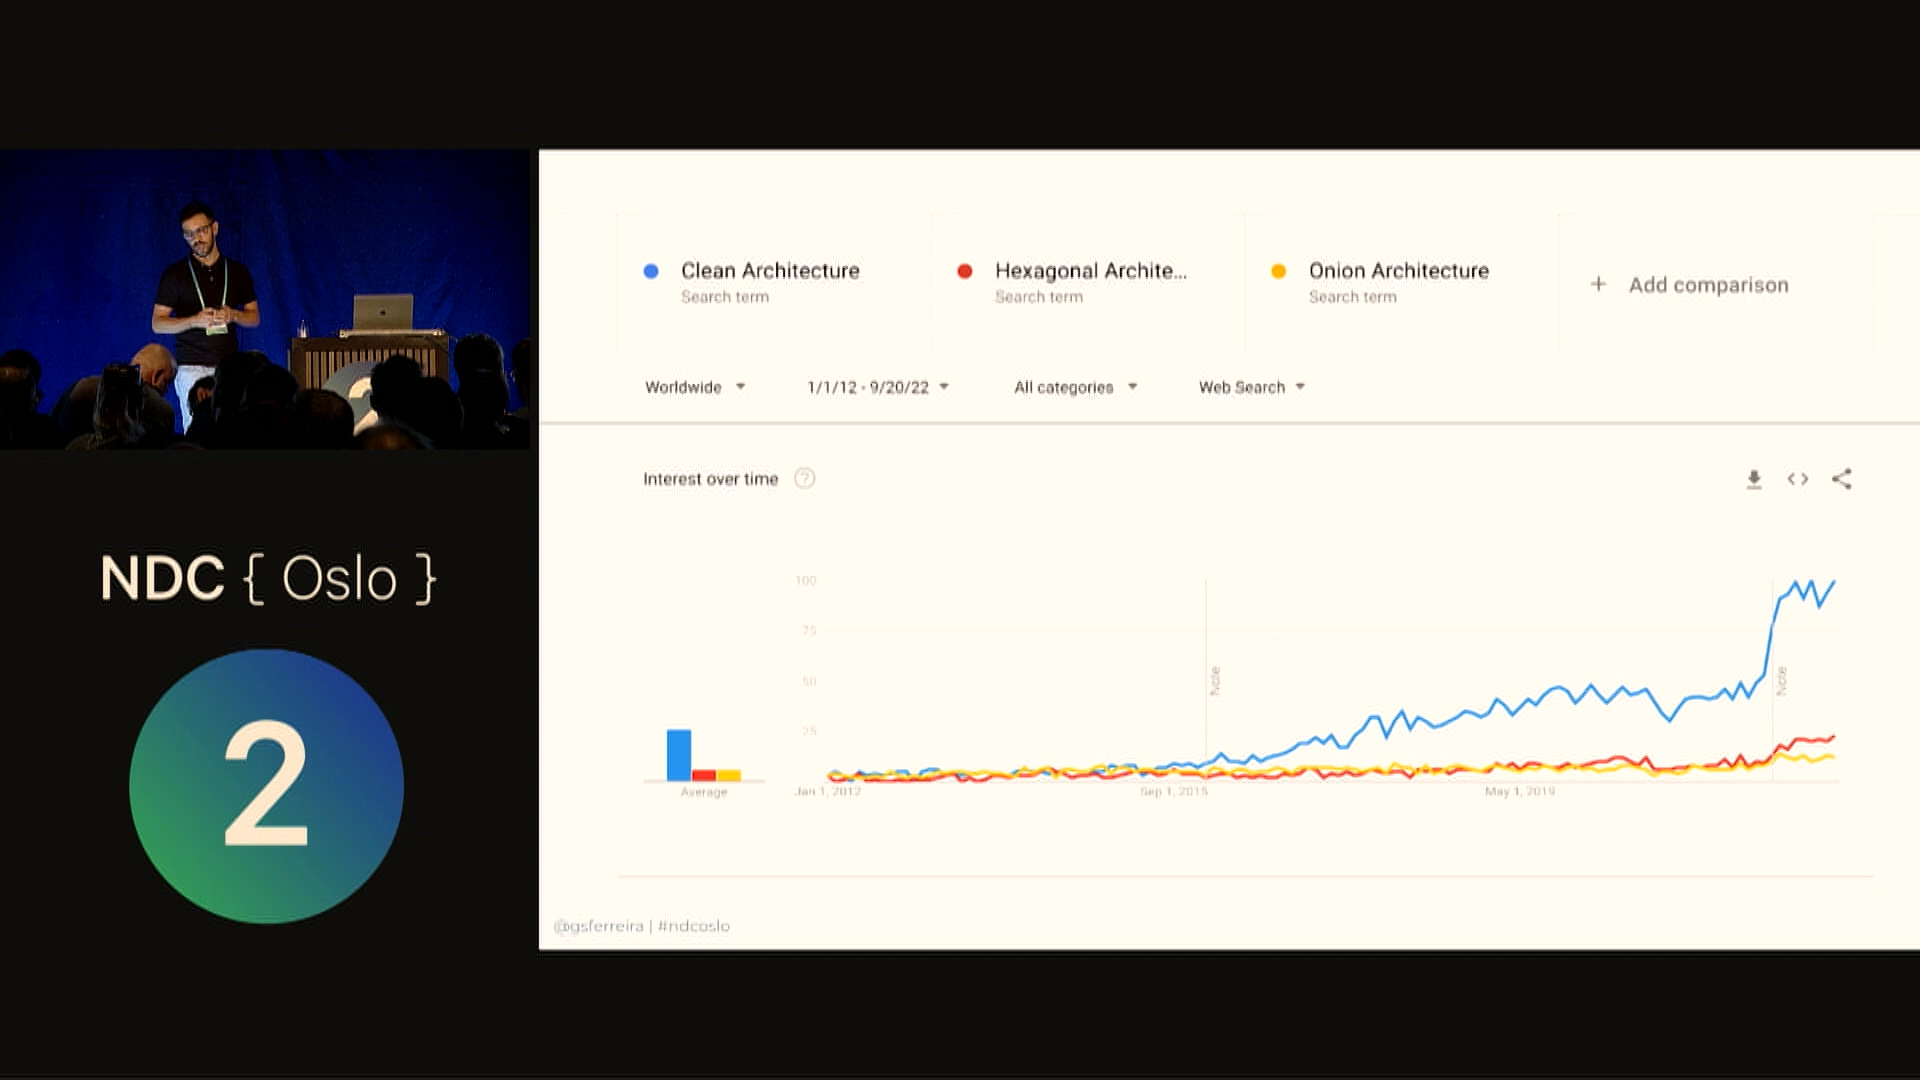 Clean Architecture
Search term
Hexagonal Archite...
Search term
Onion Architecture
Search term
+ Add comparison
Worldwide
1/1/12 - 9/20/22
All categories
Web Search
Interest over time
?
100
75
50
25
Note
Note
Average
Jan 1, 2012
Sep 1, 2015
May 1, 2019
@gsferreira | #ndcoslo
NDC { Oslo }
2
2